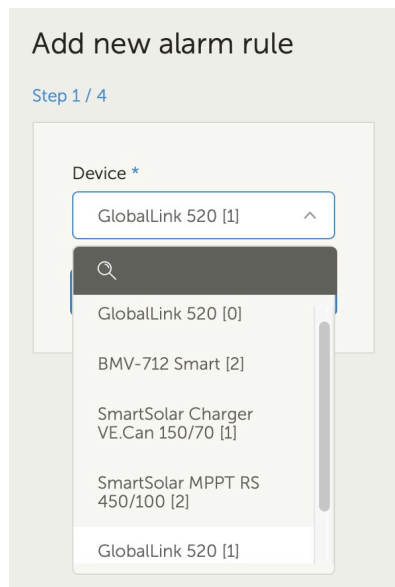 Add new alarm rule
Step 1 / 4
Device *
GlobalLink 520 [1]
GlobalLink 520 [0]
BMV-712 Smart [2]
SmartSolar Charger
VE.Can 150/70 [1]
SmartSolar MPPT RS
450/100 [2]
GlobalLink 520 [1]